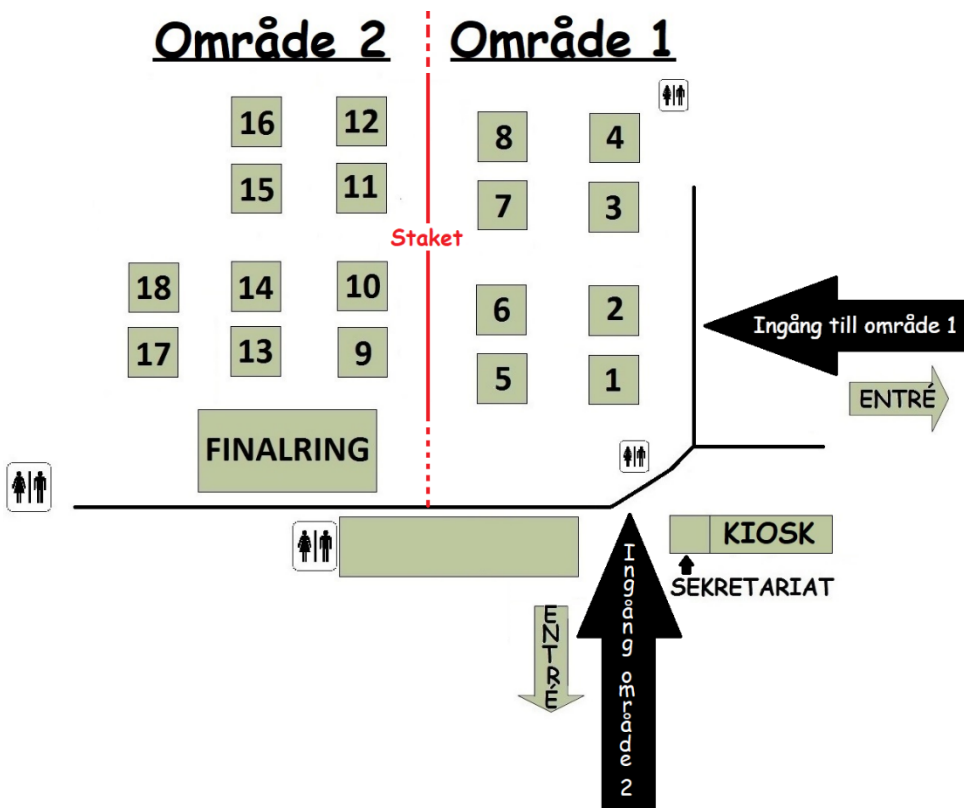 Område 2
Område 1
16
12
8
4
15
11
7
3
Staket
18
14
10
6
2
Ingång till område 1
17
13
9
5
1
ENTRÉ
FINALRING
KIOSK
SEKRETARIAT
Ingång område 2
ENTRÉ